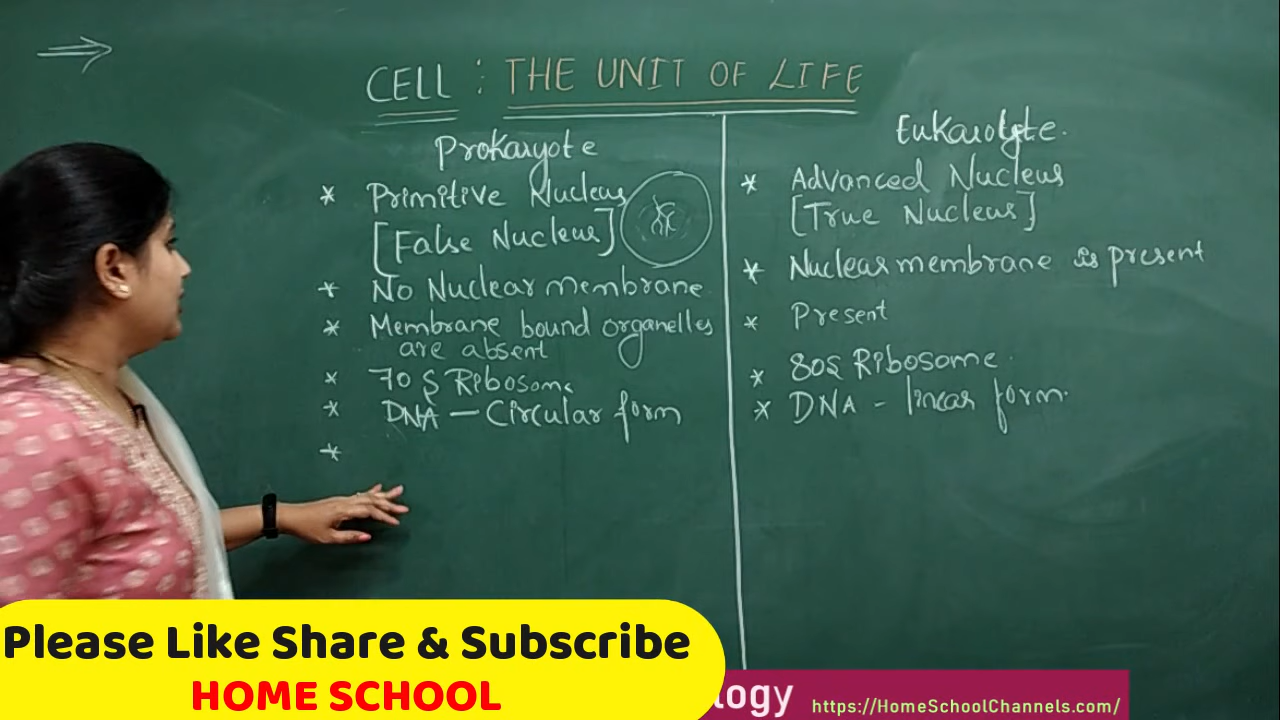 CELL : THE UNIT OF LIFE
Prokaryote
* Primitive Nucleus
[False Nucleus]
* No Nuclear membrane
* Membrane bound organelles
are absent
* 70 S Ribosome
* DNA — Circular form
*
Eukaryote.
* Advanced Nucleus
[True Nucleus]
* Nuclear membrane is present
* Present
* 80S Ribosome.
* DNA - linear form.
Please Like Share & Subscribe
HOME SCHOOL
logy
https://HomeSchoolChannels.com/